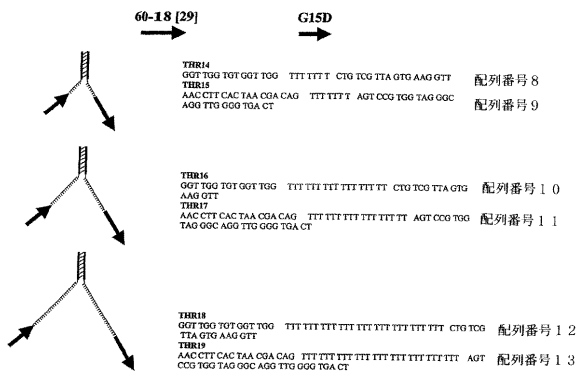 60-18 [29] G15D
THR14
GGT TGG TGT GGT TGG TTT TTT T CTG TCG TTA GTG AAG GTT 配列番号8
THR15
AAC CTT CAC TAA CGA CAG TTT TTT T AGT CCG TGG TAG GGC 配列番号9
AGG TTG GGG TGA CT
THR16
GGT TGG TGT GGT TGG TTT TTT TTT TTT TTT TT CTG TCG TTA GTG 配列番号10
AAG GTT
THR17
AAC CTT CAC TAA CGA CAG TTT TTT TTT TTT TTT TT AGT CCG TGG 配列番号11
TAG GGC AGG TTG GGG TGA CT
THR18
GGT TGG TGT GGT TGG TTT TTT TTT TTT TTT TTT TTT TTT TTT CTG TCG 配列番号12
TTA GTG AAG GTT
THR19
AAC CTT CAC TAA CGA CAG TTT TTT TTT TTT TTT TTT TTT TTT TTT AGT 配列番号13
CCG TGG TAG GGC AGG TTG GGG TGA CT